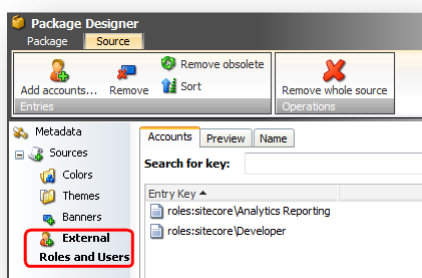 Package Designer
Package Source
Add accounts... Remove
Remove obsolete
Sort
Remove whole source
Entries
Operations
Metadata
Sources
Colors
Themes
Banners
External
Roles and Users
Accounts Preview Name
Search for key:
Entry Key
roles:sitecore\Analytics Reporting
roles:sitecore\Developer